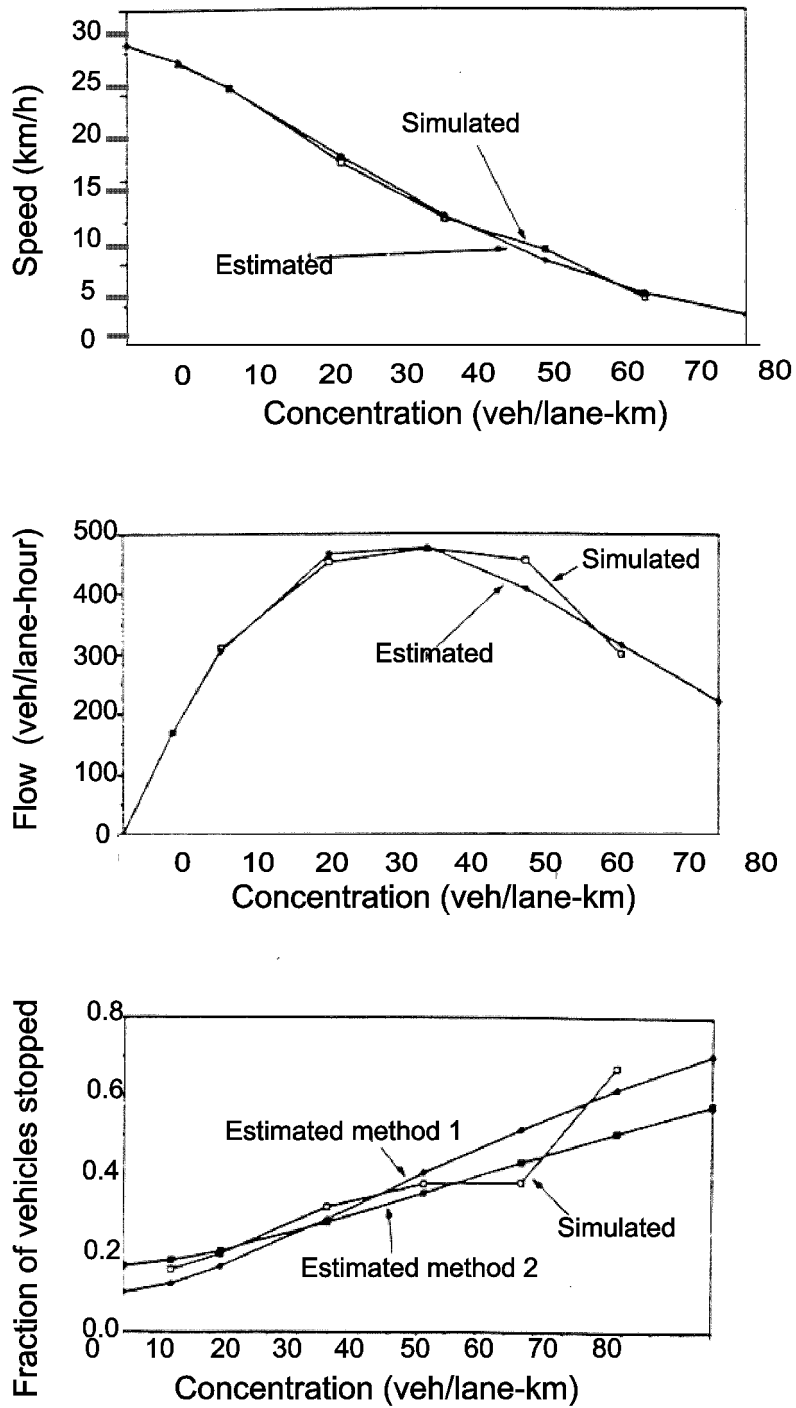 30
25
20
15
10
5
0
Speed (km/h)
Simulated
Estimated
0 10 20 30 40 50 60 70 80
Concentration (veh/lane-km)
500
400
300
200
100
0
Flow (veh/lane-hour)
Simulated
Estimated
0 10 20 30 40 50 60 70 80
Concentration (veh/lane-km)
0.8
0.6
0.4
0.2
0.0
Fraction of vehicles stopped
Estimated method 1
Simulated
Estimated method 2
0 10 20 30 40 50 60 70 80
Concentration (veh/lane-km)